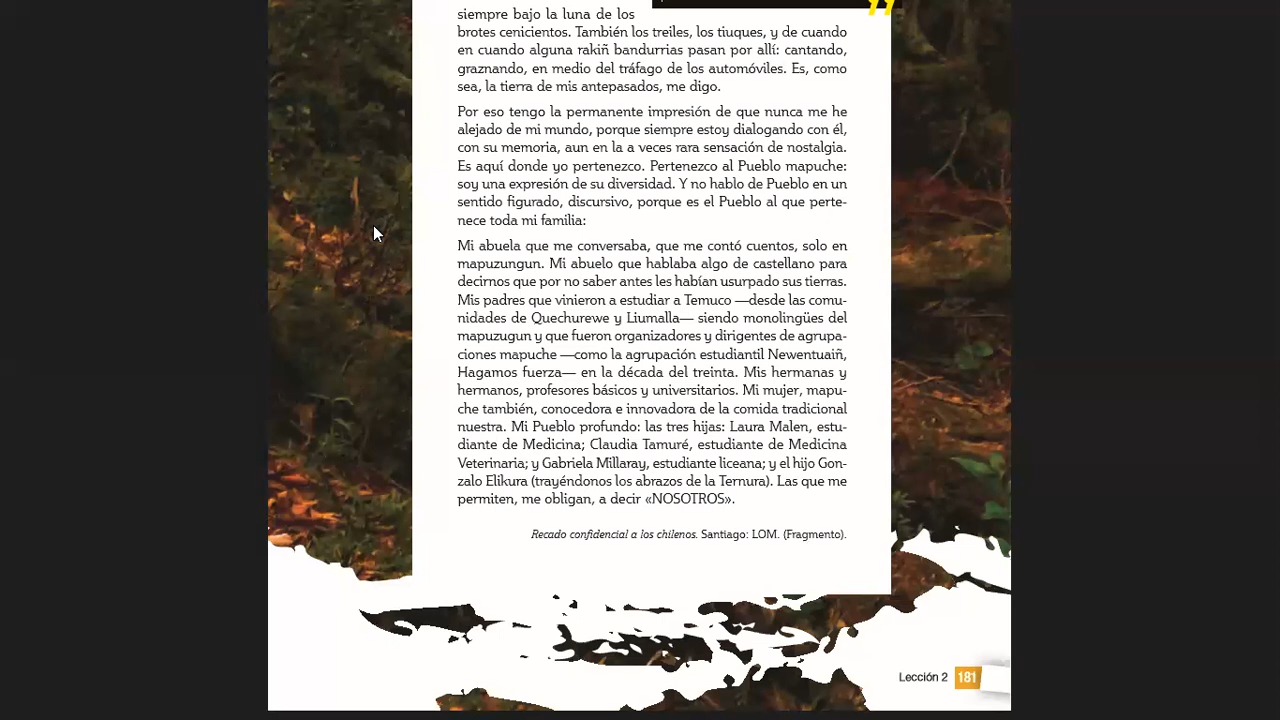 siempre bajo la luna de los
brotes cenicientos. También los treiles, los tiuques, y de cuando
en cuando alguna rakiñ bandurrias pasan por allí: cantando,
graznando, en medio del tráfago de los automóviles. Es, como
sea, la tierra de mis antepasados, me digo.
Por eso tengo la permanente impresión de que nunca me he
alejado de mi mundo, porque siempre estoy dialogando con él,
con su memoria, aun en la a veces rara sensación de nostalgia.
Es aquí donde yo pertenezco. Pertenezco al Pueblo mapuche:
soy una expresión de su diversidad. Y no hablo de Pueblo en un
sentido figurado, discursivo, porque es el Pueblo al que perte-
nece toda mi familia:
Mi abuela que me conversaba, que me contó cuentos, solo en
mapuzungun. Mi abuelo que hablaba algo de castellano para
decirnos que por no saber antes les habían usurpado sus tierras.
Mis padres que vinieron a estudiar a Temuco —desde las comu-
nidades de Quechurewe y Liumalla— siendo monolingües del
mapuzugun y que fueron organizadores y dirigentes de agrupa-
ciones mapuche —como la agrupación estudiantil Newentuaiñ,
Hagamos fuerza— en la década del treinta. Mis hermanas y
hermanos, profesores básicos y universitarios. Mi mujer, mapu-
che también, conocedora e innovadora de la comida tradicional
nuestra. Mi Pueblo profundo: las tres hijas: Laura Malen, estu-
diante de Medicina; Claudia Tamuré, estudiante de Medicina
Veterinaria; y Gabriela Millaray, estudiante liceana; y el hijo Gon-
zalo Elikura (trayéndonos los abrazos de la Ternura). Las que me
permiten, me obligan, a decir «NOSOTROS».
Recado confidencial a los chilenos. Santiago: LOM. (Fragmento).
Lección 2 181